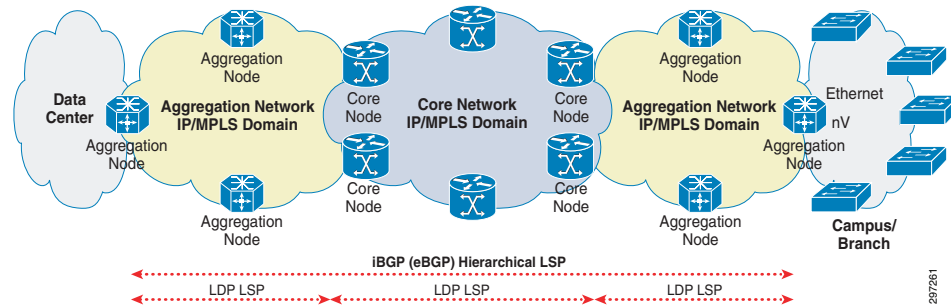 Aggregation
Node
Aggregation
Node
Data
Center
Aggregation Network
IP/MPLS Domain
Core
Node
Core Network
IP/MPLS Domain
Core
Node
Aggregation Network
IP/MPLS Domain
Ethernet
nV
Aggregation
Node
Aggregation
Node
Core
Node
Core
Node
Aggregation
Node
Aggregation
Node
Campus/
Branch
iBGP (eBGP) Hierarchical LSP
LDP LSP
LDP LSP
LDP LSP
297261